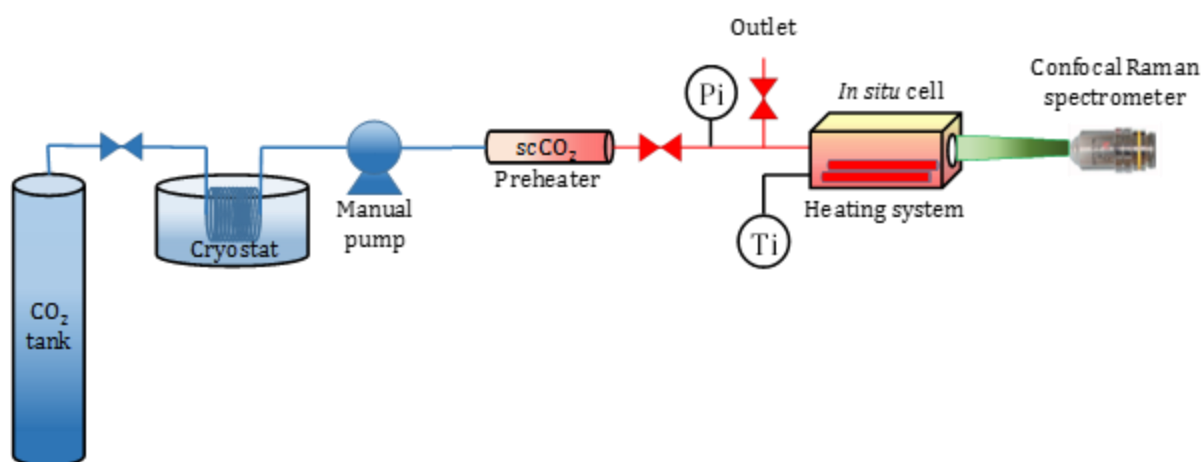 Outlet
Confocal Raman
spectrometer
In situ cell
Pi
scCO₂
Preheater
Manual
pump
Heating system
Cryostat
Ti
CO₂
tank